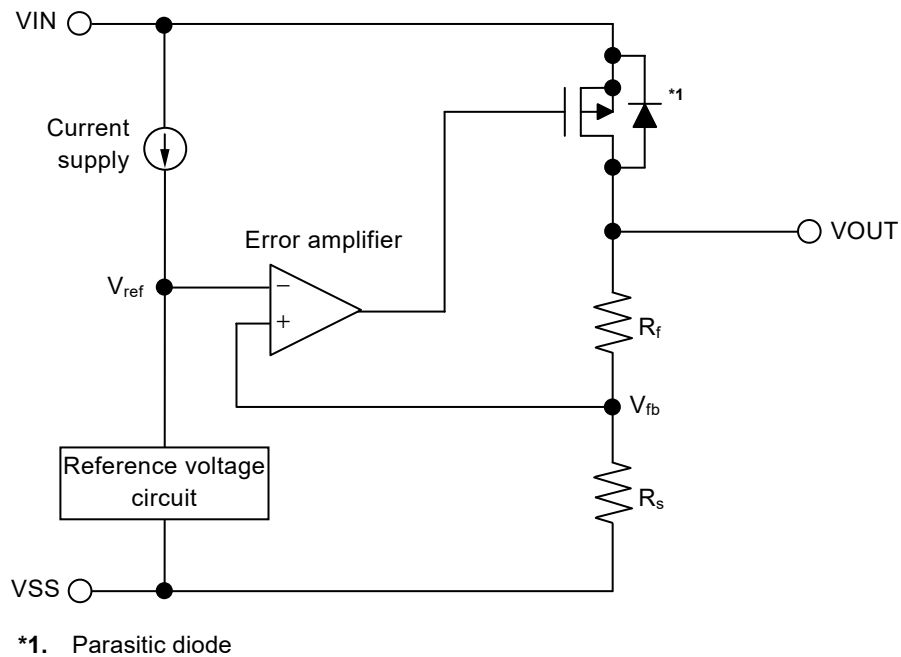 VIN
*1
Current
supply
Error amplifier
VOUT
Vref
−
+
Rf
Vfb
Reference voltage
circuit
Rs
VSS
*1. Parasitic diode